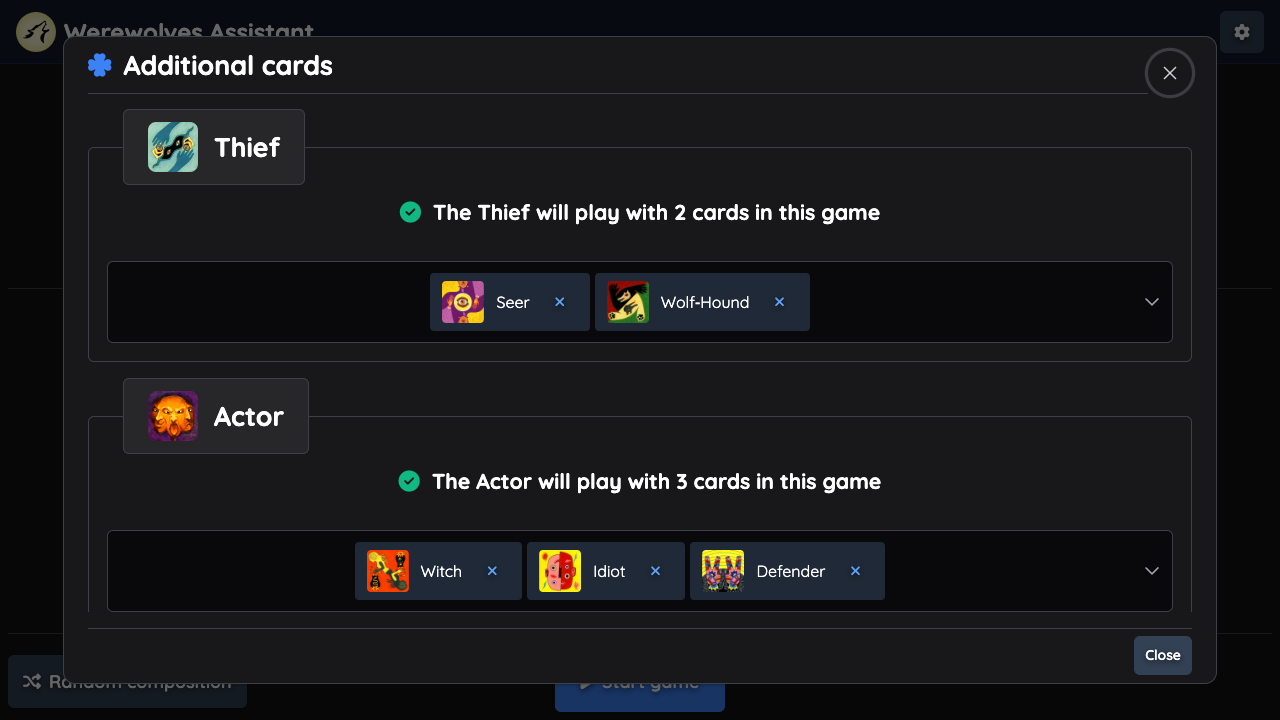 Werewolves Assistant
Additional cards
Thief
The Thief will play with 2 cards in this game
Seer
Wolf-Hound
Actor
The Actor will play with 3 cards in this game
Witch
Idiot
Defender
Close
Random composition
Start game